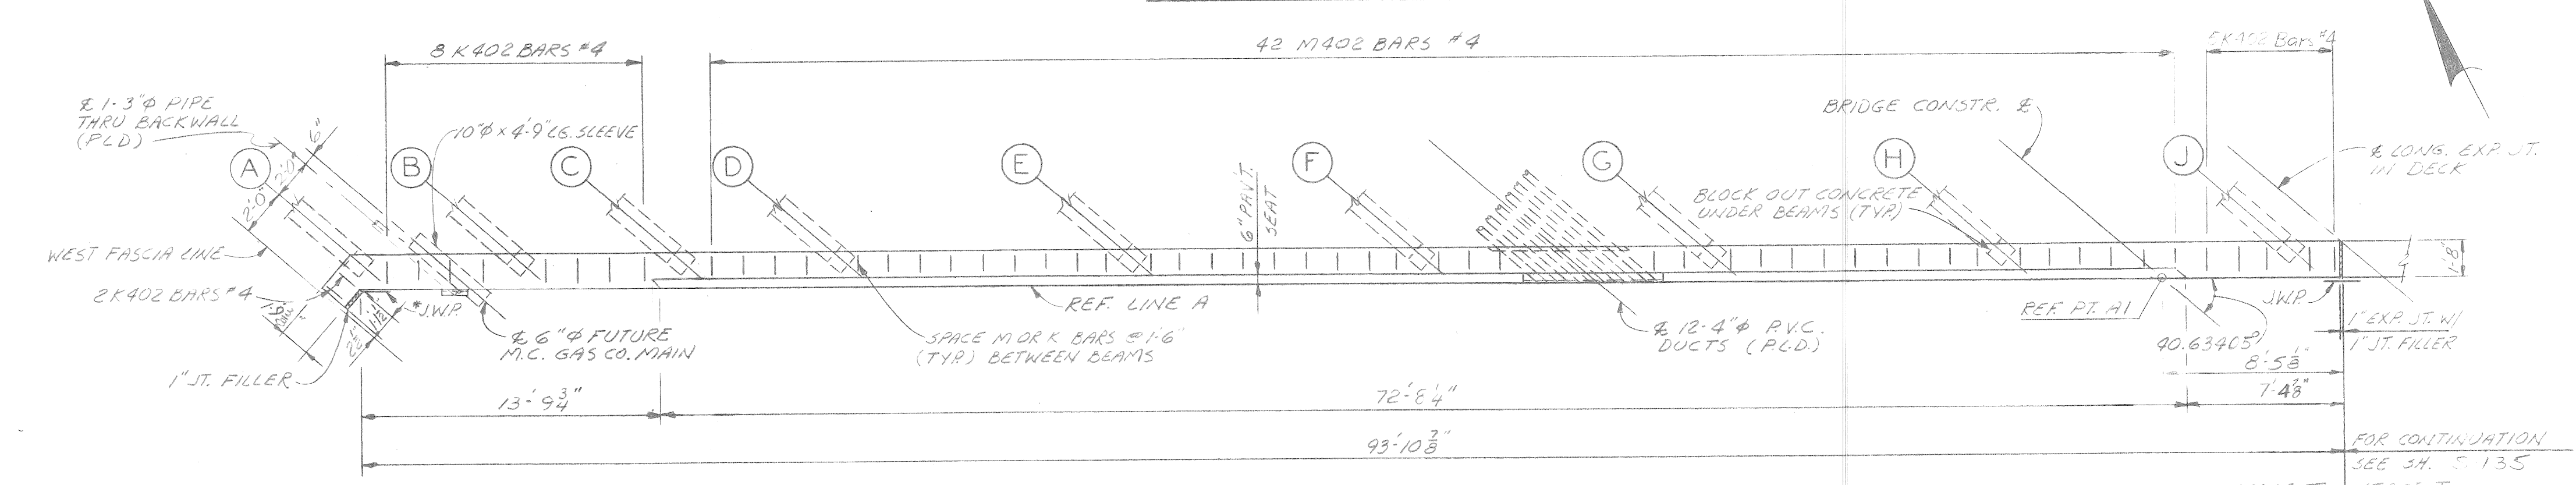 8 K402 BARS #4
42 M402 BARS #4
5K402 Bars #4
℄ 1-3"⌀ PIPE
THRU BACKWALL
(P.L.D)
6"
2'-0"
2'-0"
10"⌀ x 4'-9" LG. SLEEVE
BRIDGE CONSTR. ℄
℄ LONG. EXP. JT.
IN DECK
A
B
C
D
E
F
G
H
J
6" PAV'T.
SEAT
BLOCK OUT CONCRETE
UNDER BEAMS (TYP.)
WEST FASCIA LINE
2 K402 BARS #4
*J.W.P.
REF. LINE A
REF. PT. A1
J.W.P.
1'-8"
℄ 6"⌀ FUTURE
M.C. GAS CO. MAIN
SPACE M OR K BARS @ 1'-6"
(TYP.) BETWEEN BEAMS
℄ 12-4"⌀ P.V.C.
DUCTS (P.L.D.)
1" EXP. JT. W/
1" JT. FILLER
40.63405°
1" JT. FILLER
8'-5 1/8"
13'-9 3/4"
72'-8 1/4"
7'-4 7/8"
93'-10 7/8"
FOR CONTINUATION
SEE SH. S 135